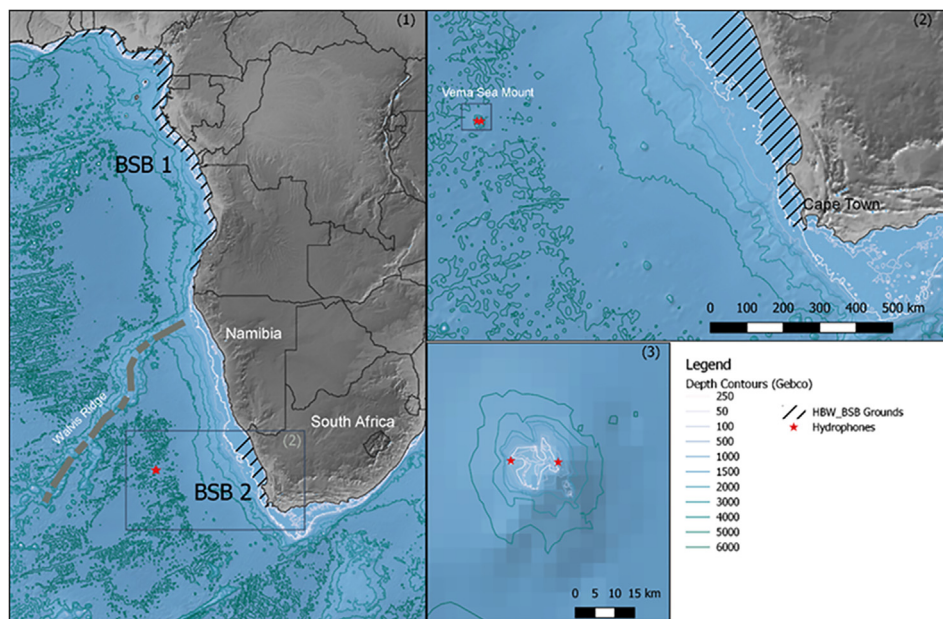 (1)
BSB 1
Namibia
Walvis Ridge
South Africa
(2)
BSB 2
(2)
Vema Sea Mount
Cape Town
0 100 200 300 400 500 km
(3)
0 5 10 15 km
Legend
Depth Contours (Gebco)
250
50
100
500
1000
1500
2000
3000
4000
5000
6000
HBW_BSB Grounds
Hydrophones